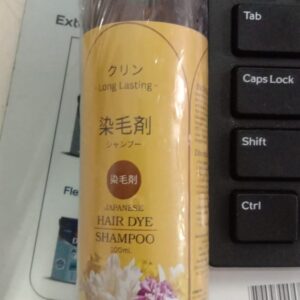 クリン
- Long Lasting -
染毛剤
シャンプー
染毛剤
JAPANESE
HAIR DYE
SHAMPOO
200mL
Tab
Caps Lock
Shift
Ctrl